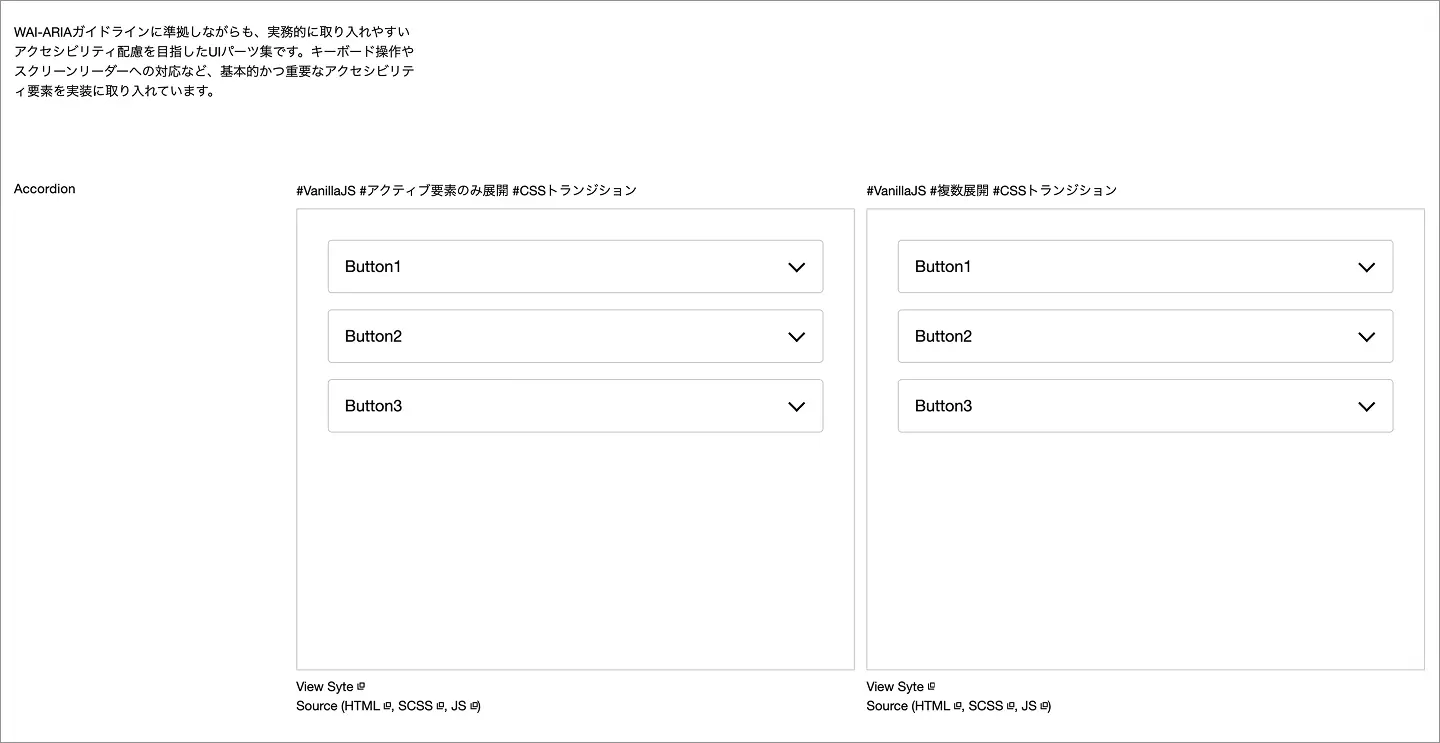 WAI-ARIAガイドラインに準拠しながらも、実務的に取り入れやすい
アクセシビリティ配慮を目指したUIパーツ集です。キーボード操作や
スクリーンリーダーへの対応など、基本的かつ重要なアクセシビリテ
ィ要素を実装に取り入れています。
Accordion
#VanillaJS #アクティブ要素のみ展開 #CSSトランジション
Button1
Button2
Button3
View Syte
Source (HTML, SCSS, JS)
#VanillaJS #複数展開 #CSSトランジション
Button1
Button2
Button3
View Syte
Source (HTML, SCSS, JS)